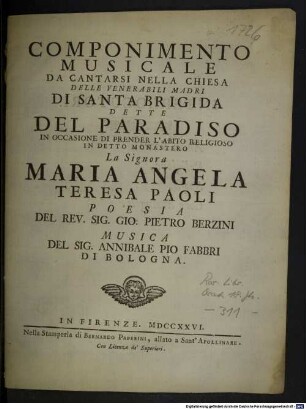 1726
COMPONIMENTO
MUSICALE
DA CANTARSI NELLA CHIESA
DELLE VENERABILI MADRI
DI SANTA BRIGIDA
DETTE
DEL PARADISO
IN OCCASIONE DI PRENDER L'ABITO RELIGIOSO
IN DETTO MONASTERO
La Signora
MARIA ANGELA
TERESA PAOLI
POESIA
DEL REV. SIG. GIO: PIETRO BERZINI
MUSICA
DEL SIG. ANNIBALE PIO FABBRI
DI BOLOGNA.
— 311 —
IN FIRENZE. MDCCXXVI.
Nella Stamperia di BERNARDO PAPERINI, allato a Sant' APOLLINARE.
Con Licenza de' Superiori.